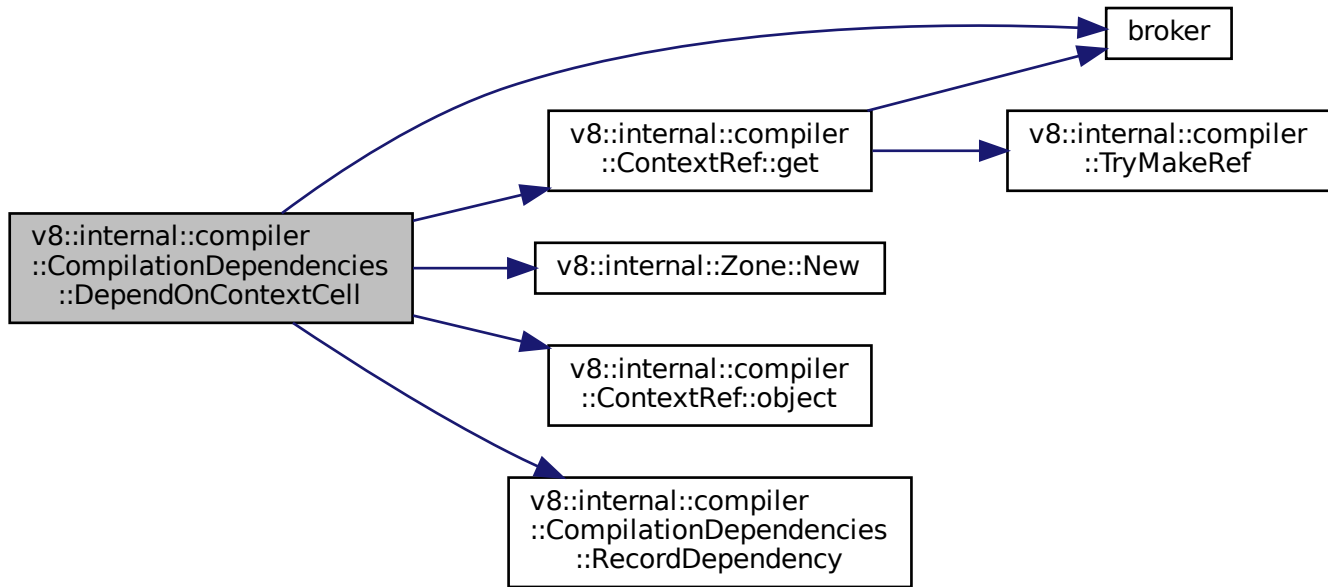 v8::internal::compiler
::CompilationDependencies
::DependOnContextCell
broker
v8::internal::compiler
::ContextRef::get
v8::internal::compiler
::TryMakeRef
v8::internal::Zone::New
v8::internal::compiler
::ContextRef::object
v8::internal::compiler
::CompilationDependencies
::RecordDependency